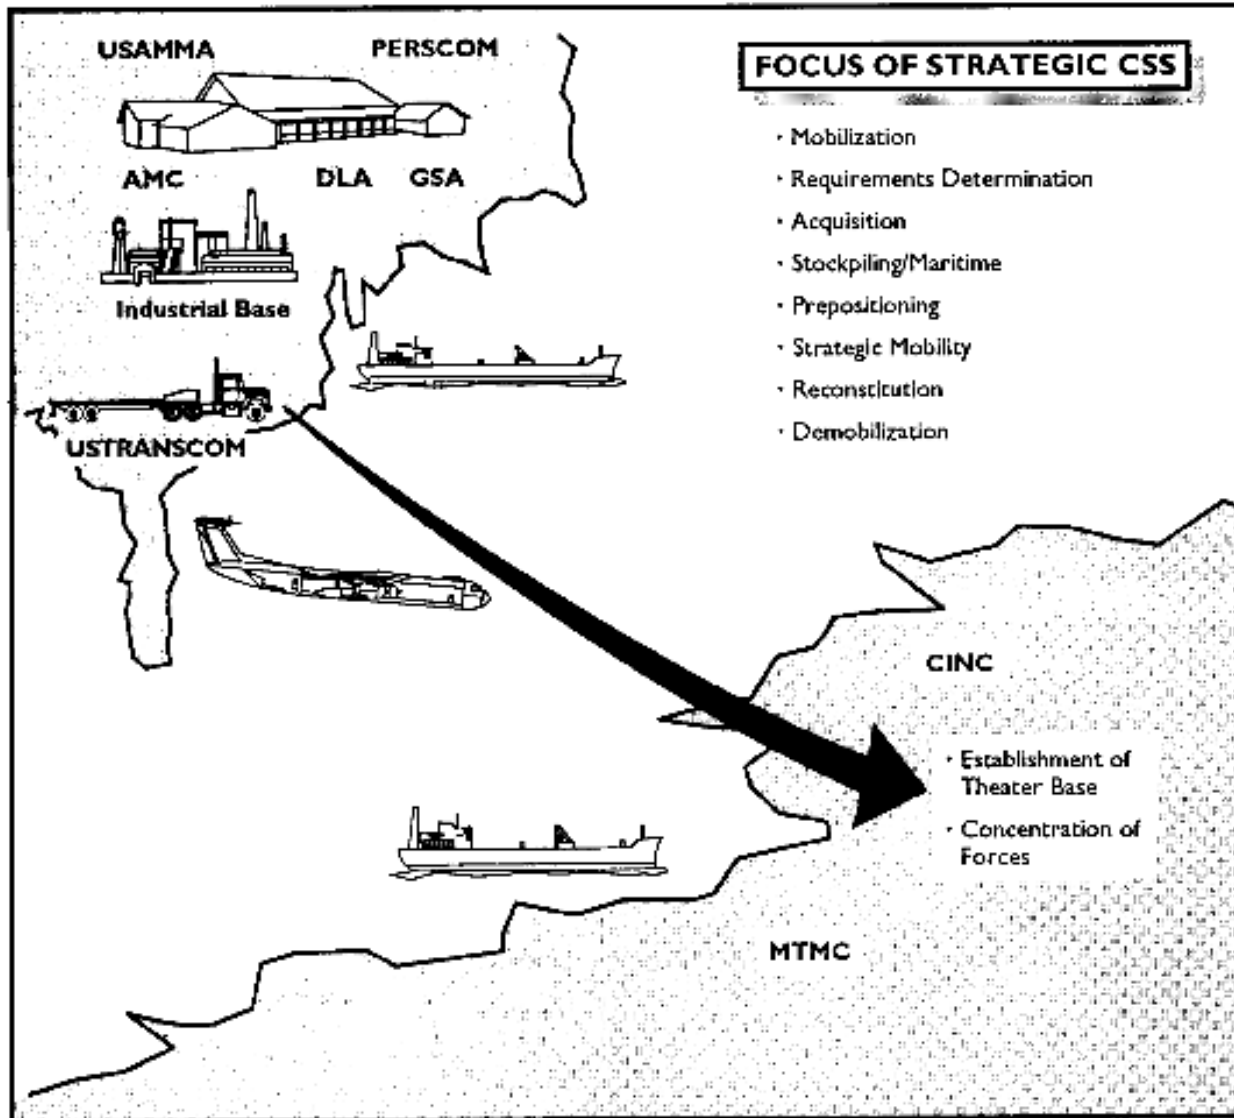 USAMMA PERSCOM
FOCUS OF STRATEGIC CSS
· Mobilization
· Requirements Determination
· Acquisition
· Stockpiling/Maritime
· Prepositioning
· Strategic Mobility
· Reconstitution
· Demobilization
AMC DLA GSA
Industrial Base
USTRANSCOM
CINC
· Establishment of
Theater Base
· Concentration of
Forces
MTMC